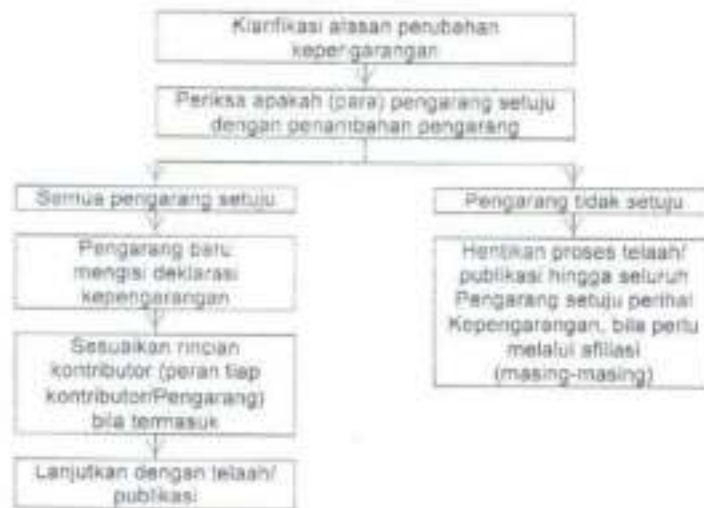 Klarifikasi alasan perubahan
kepengarangan
Periksa apakah (para) pengarang setuju
dengan penambahan pengarang
Semua pengarang setuju
Pengarang baru
mengisi deklarasi
kepengarangan
Sesuaikan rincian
kontributor (peran tiap
kontributor/Pengarang)
bila termasuk
Lanjutkan dengan telaah/
publikasi
Pengarang tidak setuju
Hentikan proses telaah/
publikasi hingga seluruh
Pengarang setuju perihal
Kepengarangan, bila perlu
melalui afiliasi
(masing-masing)